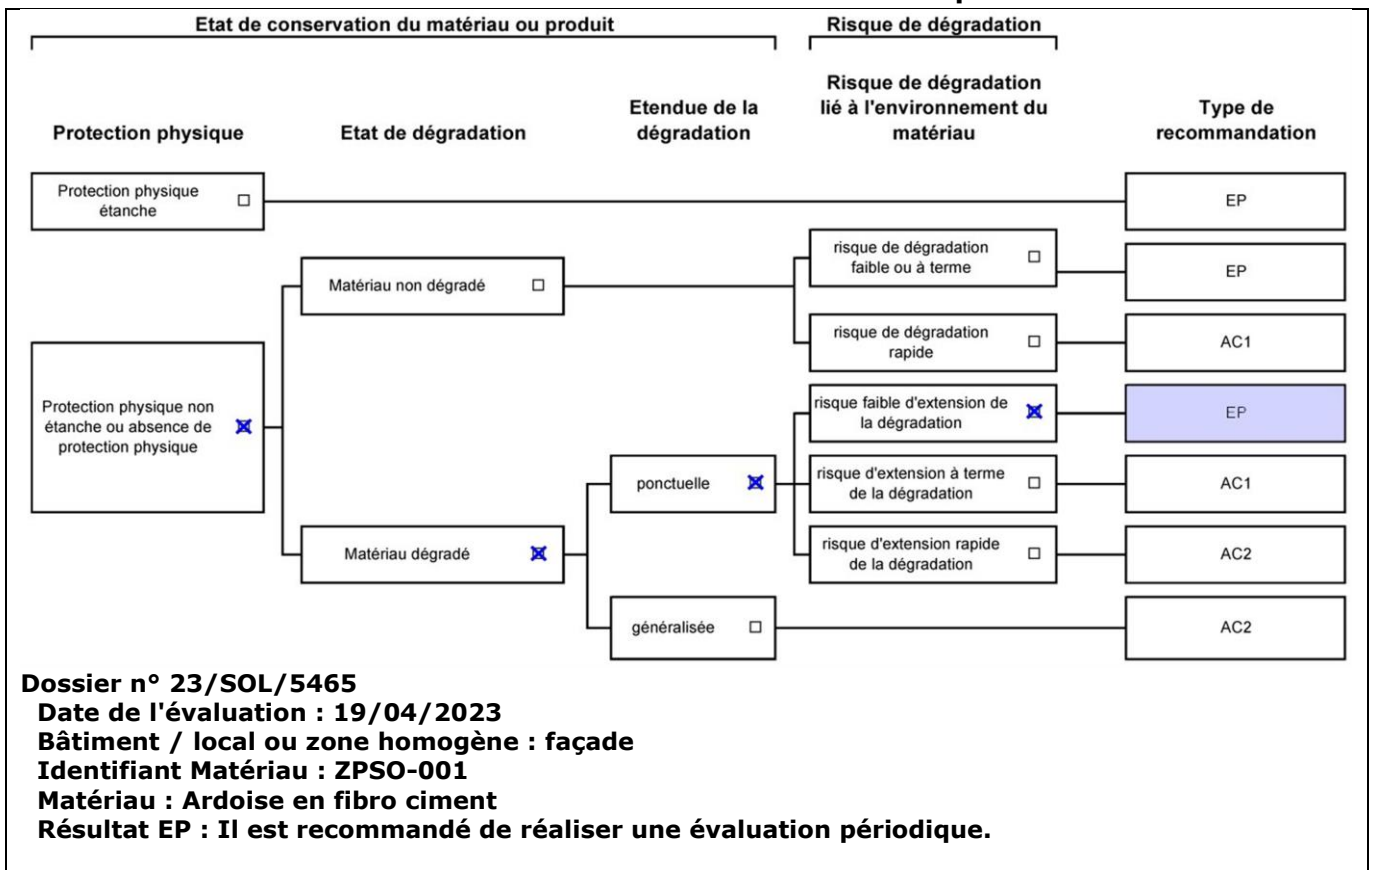 Etat de conservation du matériau ou produit
Risque de dégradation
Protection physique
Etat de dégradation
Etendue de la
dégradation
Risque de dégradation
lié à l'environnement du
matériau
Type de
recommandation
Protection physique
étanche
EP
risque de dégradation
faible ou à terme
EP
Matériau non dégradé
risque de dégradation
rapide
AC1
Protection physique non
étanche ou absence de
protection physique
risque faible d'extension de
la dégradation
EP
ponctuelle
risque d'extension à terme
de la dégradation
AC1
Matériau dégradé
risque d'extension rapide
de la dégradation
AC2
généralisée
AC2
Dossier n° 23/SOL/5465
Date de l'évaluation : 19/04/2023
Bâtiment / local ou zone homogène : façade
Identifiant Matériau : ZPSO-001
Matériau : Ardoise en fibro ciment
Résultat EP : Il est recommandé de réaliser une évaluation périodique.